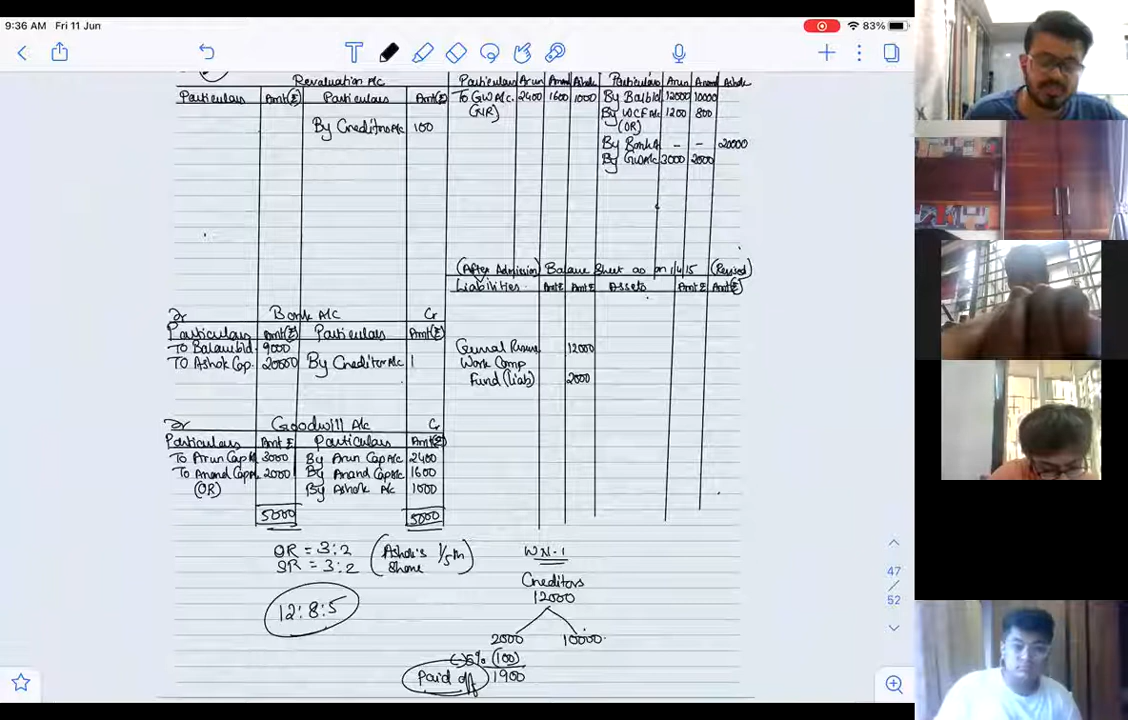 9:36 AM Fri 11 Jun
83%
T
Revaluation A/c
Particulars Amt(₹) Particulars Amt(₹)
By Creditors A/c 100
Particulars Arun Anand Ashok Particulars Arun Anand Ashok
To GW A/c. 2400 1600 1000 By Bal b/d 12000 10000
(NR) By WCF A/c 1200 800
(OR)
By Bank A/c - - 20000
By GW A/c 3000 2000
(After Admission) Balance Sheet as on 1/4/15 (Revised)
Liabilities Amt ₹ Amt ₹ Assets Amt ₹ Amt(₹)
General Reserve 12000
Work Comp
Fund (liab) 2000
Dr Bank A/c Cr
Particulars Amt(₹) Particulars Amt(₹)
To Balance b/d 9000
To Ashok Cap. 20000 By Creditor A/c 1
Dr Goodwill A/c Cr
Particulars Amt ₹ Particulars Amt(₹)
To Arun Cap A/c 3000 By Arun Cap A/c 2400
To Anand Cap A/c 2000 By Anand Cap A/c 1600
(OR) By Ashok A/c 1000
5000 5000
OR = 3:2 (Ashok's Share 1/5th)
SR = 3:2
12:8:5
WN.1
Creditors
12000
2000 10000
(-) 5% (100)
Paid off 1900
47
/
52